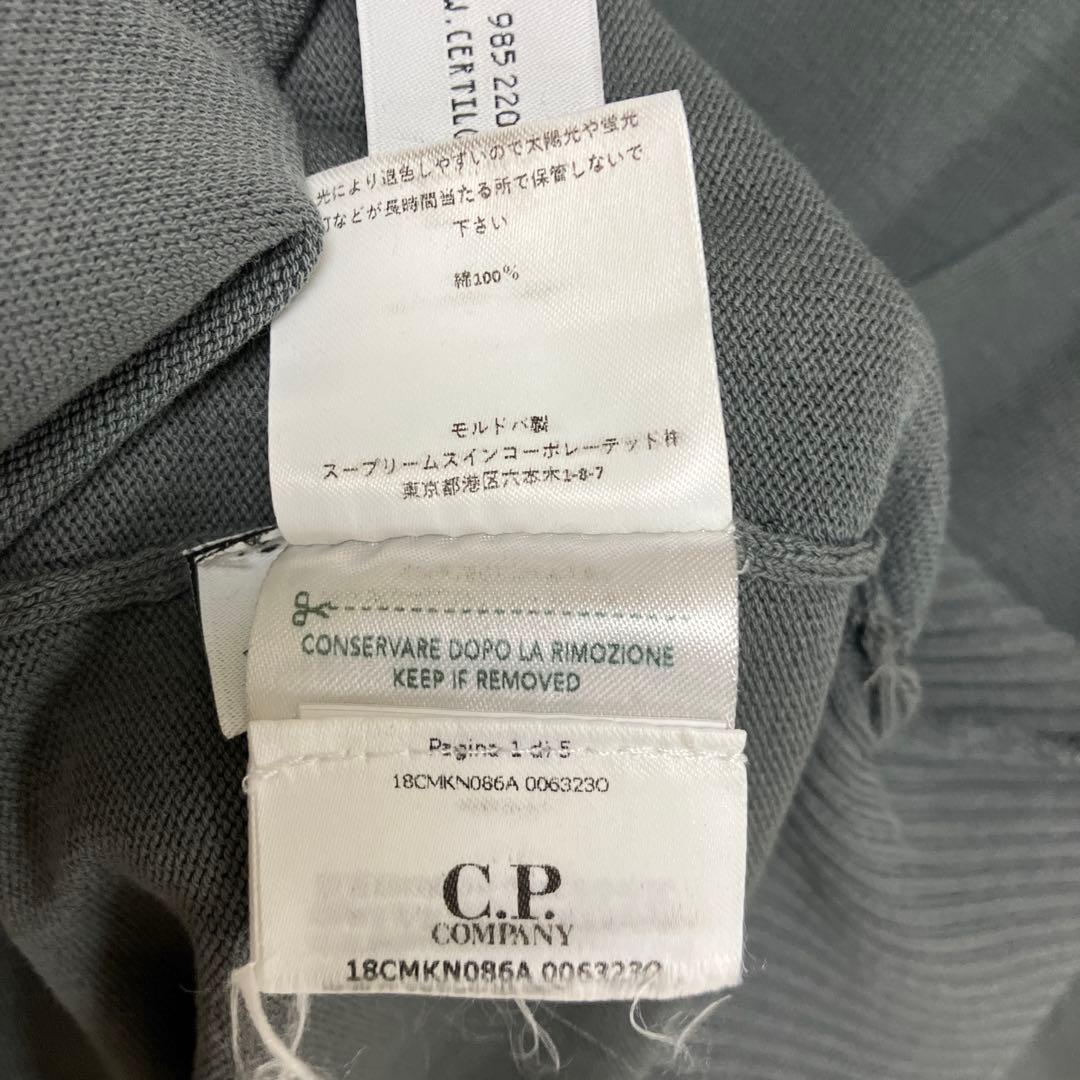 985 220
W.CERTILO
光により退色しやすいので太陽光や蛍光
灯などが長時間当たる所で保管しないで
下さい
綿100%
モルドバ製
スープリームスインコーポレーテッド株
東京都港区六本木1-8-7
CONSERVARE DOPO LA RIMOZIONE
KEEP IF REMOVED
Pagina 1 di 5
18CMKN086A 006323O
C.P.
COMPANY
18CMKN086A 006323O